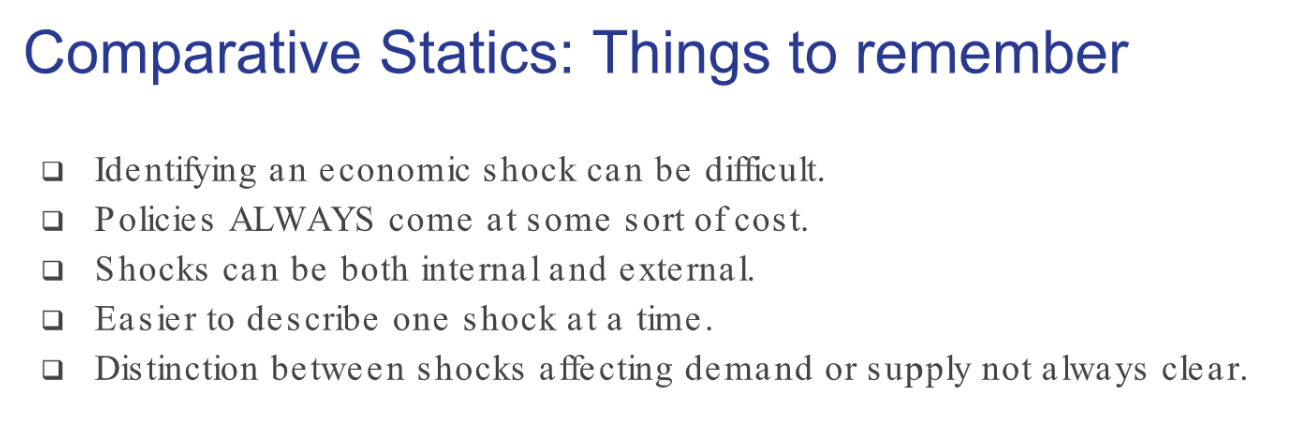 Comparative Statics: Things to remember
❑ Identifying an economic shock can be difficult.
❑ Policies ALWAYS come at some sort of cost.
❑ Shocks can be both internal and external.
❑ Easier to describe one shock at a time.
❑ Distinction between shocks affecting demand or supply not always clear.